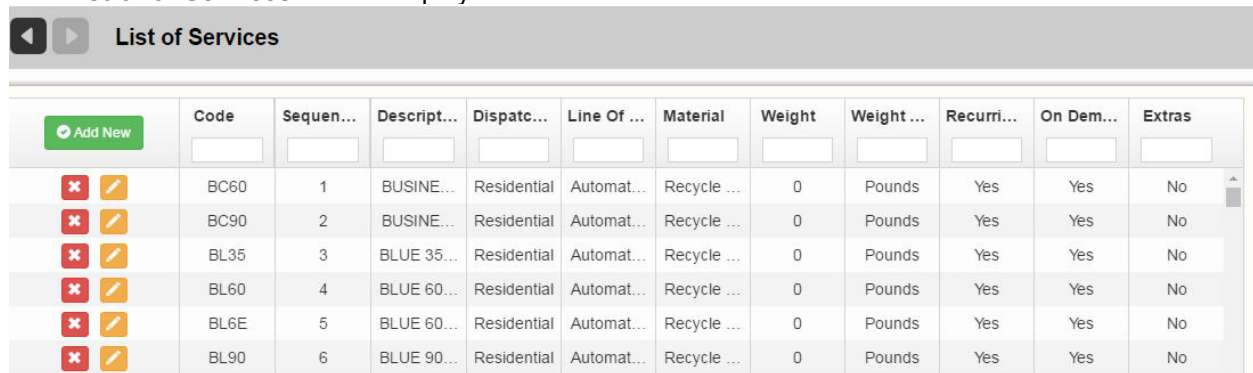 List of Services
Add New Code Sequen... Descript... Dispatc... Line Of ... Material Weight Weight ... Recurri... On Dem... Extras
BC60 1 BUSINE... Residential Automat... Recycle ... 0 Pounds Yes Yes No
BC90 2 BUSINE... Residential Automat... Recycle ... 0 Pounds Yes Yes No
BL35 3 BLUE 35... Residential Automat... Recycle ... 0 Pounds Yes Yes No
BL60 4 BLUE 60... Residential Automat... Recycle ... 0 Pounds Yes Yes No
BL6E 5 BLUE 60... Residential Automat... Recycle ... 0 Pounds Yes Yes No
BL90 6 BLUE 90... Residential Automat... Recycle ... 0 Pounds Yes Yes No